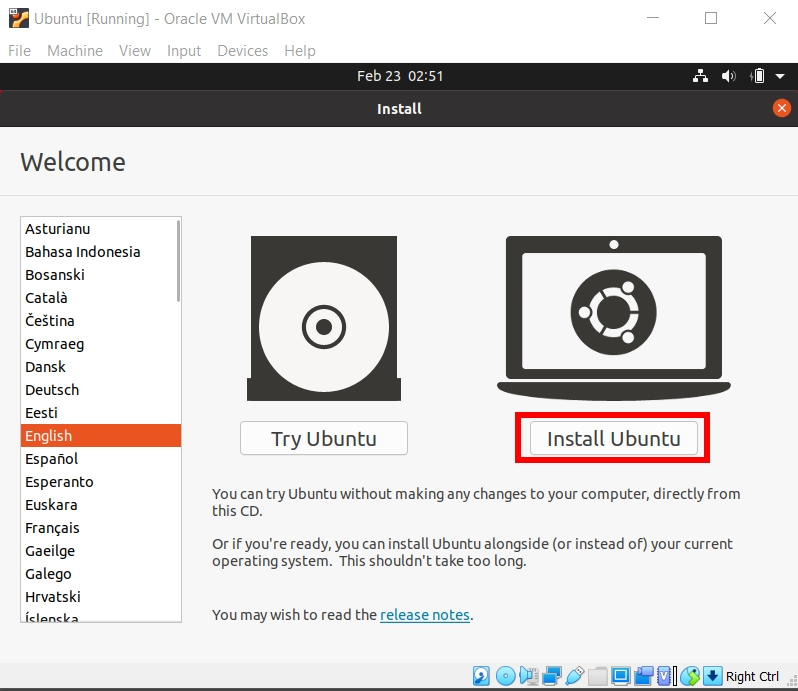 Ubuntu [Running] - Oracle VM VirtualBox
File Machine View Input Devices Help
Feb 23 02:51
Install
Welcome
Asturianu
Bahasa Indonesia
Bosanski
Català
Čeština
Cymraeg
Dansk
Deutsch
Eesti
English
Español
Esperanto
Euskara
Français
Gaeilge
Galego
Hrvatski
Íslenska
Try Ubuntu
Install Ubuntu
You can try Ubuntu without making any changes to your computer, directly from
this CD.
Or if you're ready, you can install Ubuntu alongside (or instead of) your current
operating system. This shouldn't take too long.
You may wish to read the release notes.
Right Ctrl